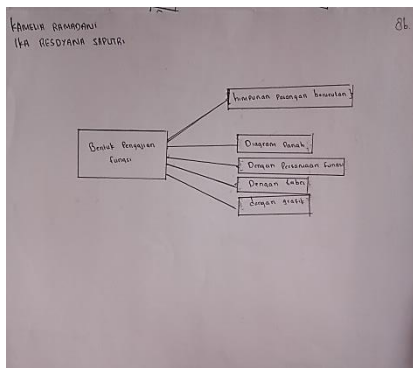 KAMELIA RAMADANI
IKA RESDYANA SAPUTRI
8b.
himpunan Pasangan berurutan
Bentuk Penyajian
fungsi
Diagram Panah
Dengan Persamaan fungsi
Dengan tabel
dengan grafik